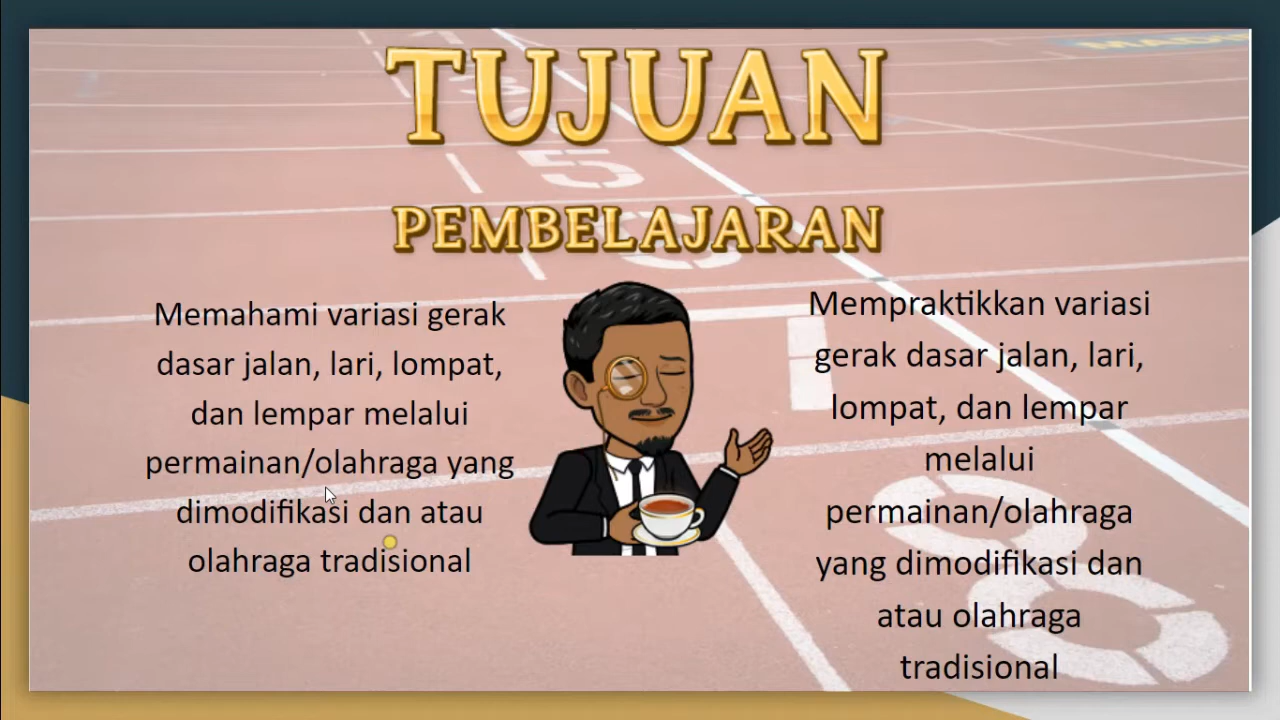 TUJUAN
PEMBELAJARAN
Memahami variasi gerak
dasar jalan, lari, lompat,
dan lempar melalui
permainan/olahraga yang
dimodifikasi dan atau
olahraga tradisional
Mempraktikkan variasi
gerak dasar jalan, lari,
lompat, dan lempar
melalui
permainan/olahraga
yang dimodifikasi dan
atau olahraga
tradisional